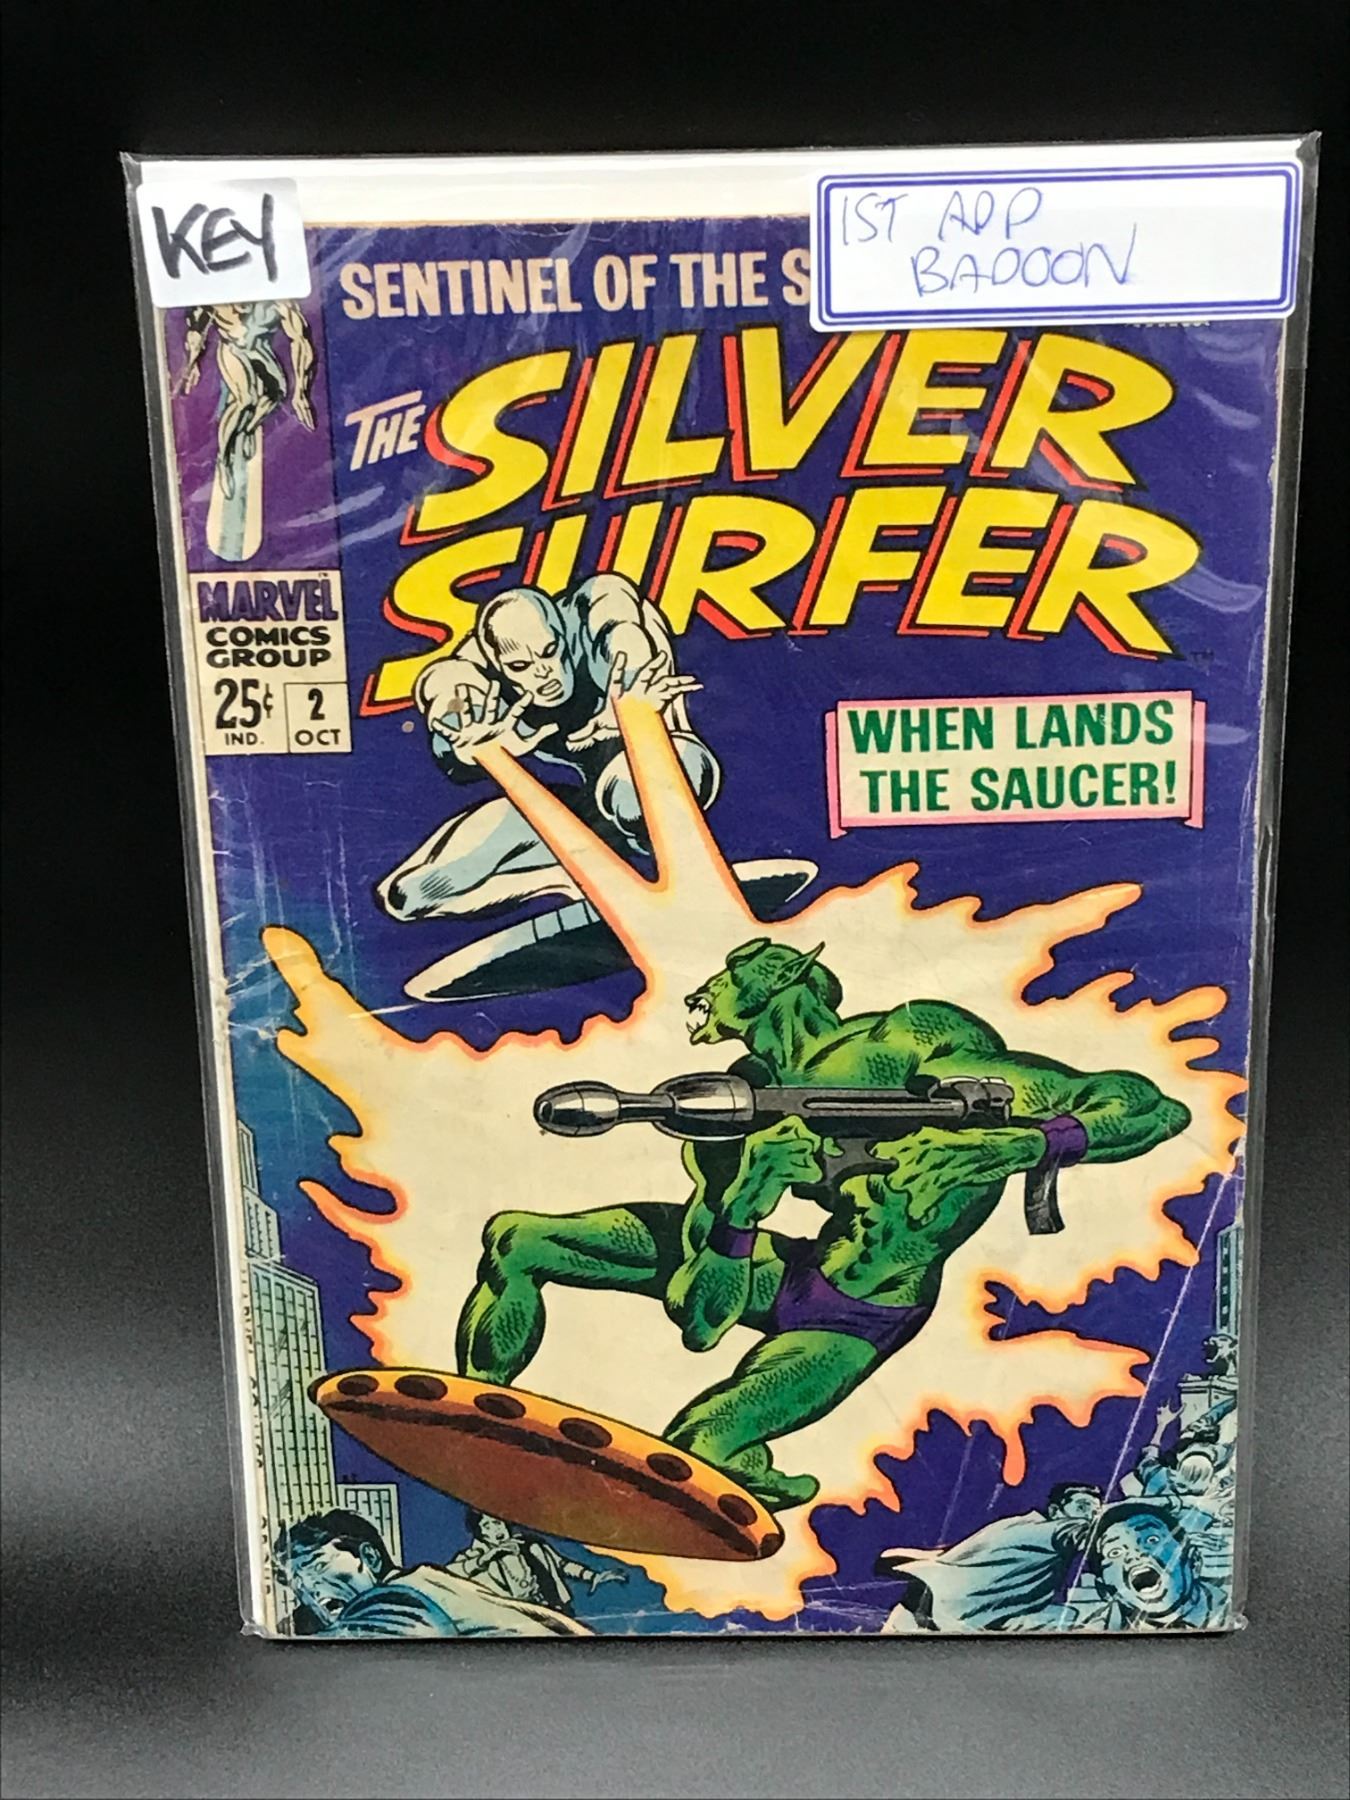 KEY
1ST APP
BADOON
SENTINEL OF THE S
THE SILVER
SURFER
TM
MARVEL
COMICS
GROUP
25¢ 2
IND. OCT
WHEN LANDS
THE SAUCER!